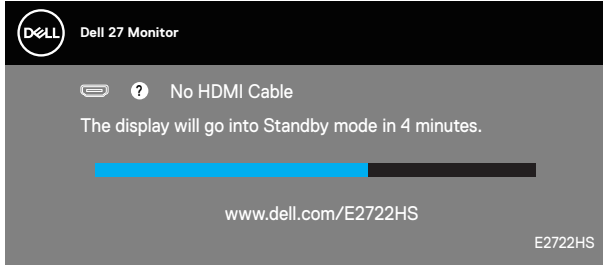 DELL
Dell 27 Monitor
? No HDMI Cable
The display will go into Standby mode in 4 minutes.
www.dell.com/E2722HS
E2722HS